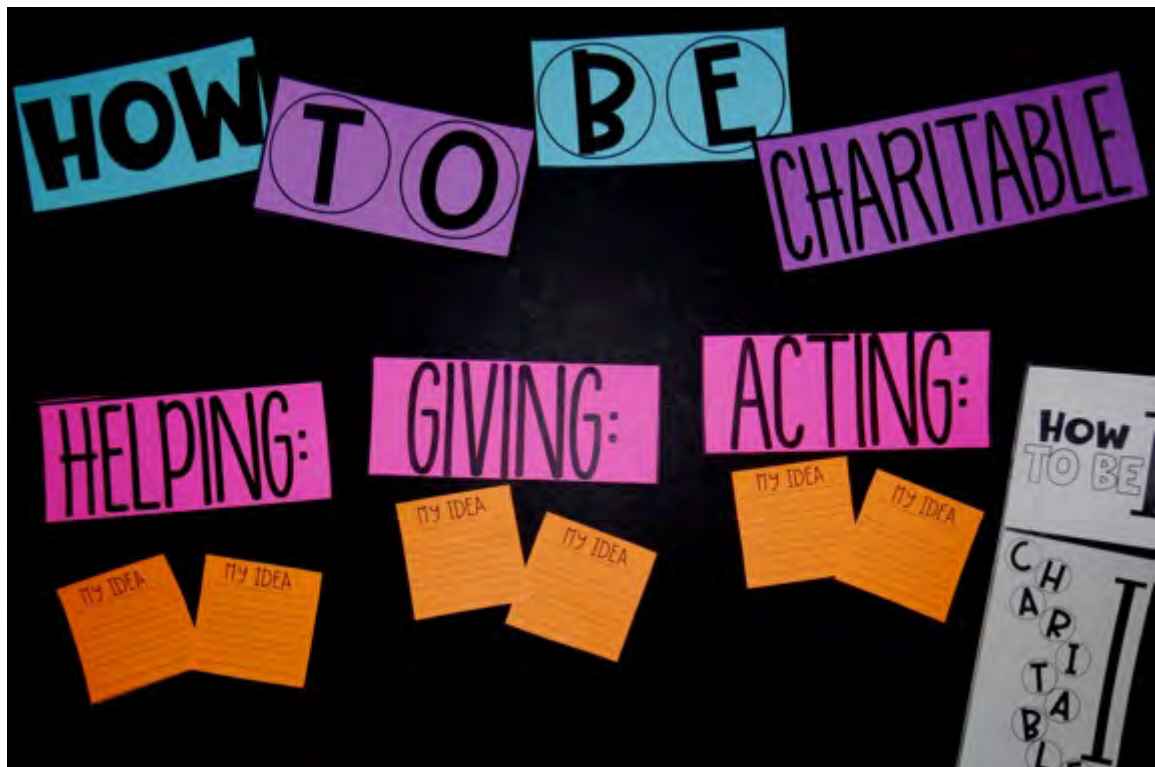 HOW TO BE CHARITABLE
HELPING:
GIVING:
ACTING:
MY IDEA
MY IDEA
MY IDEA
MY IDEA
MY IDEA
MY IDEA
HOW
TO BE
CHARITABLE